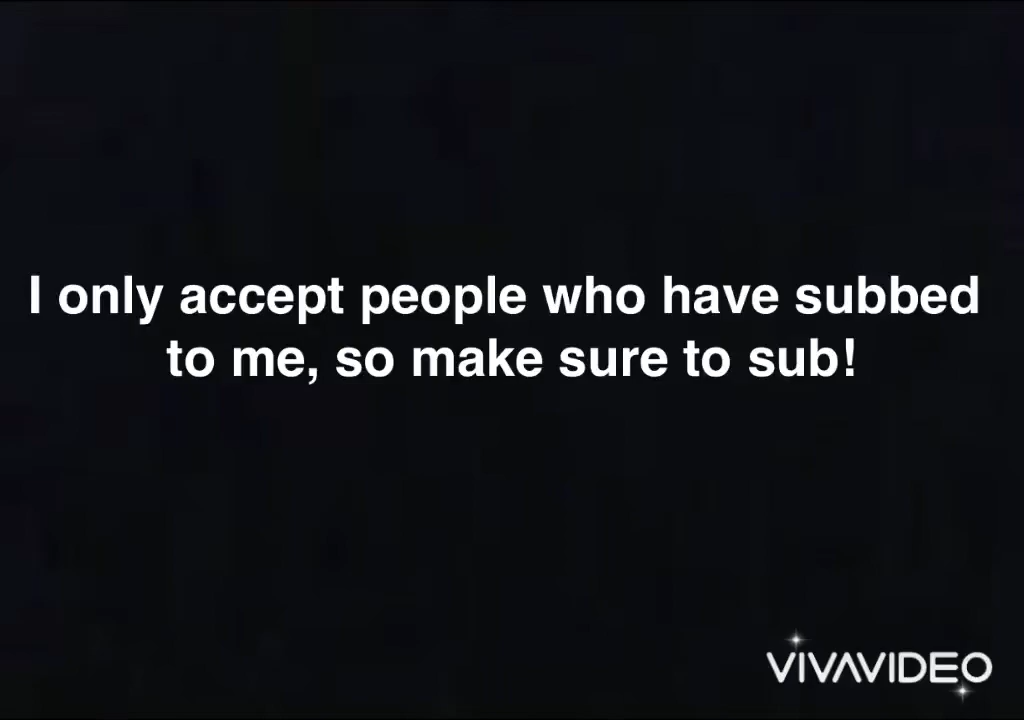 I only accept people who have subbed
to me, so make sure to sub!
VIVAVIDEO